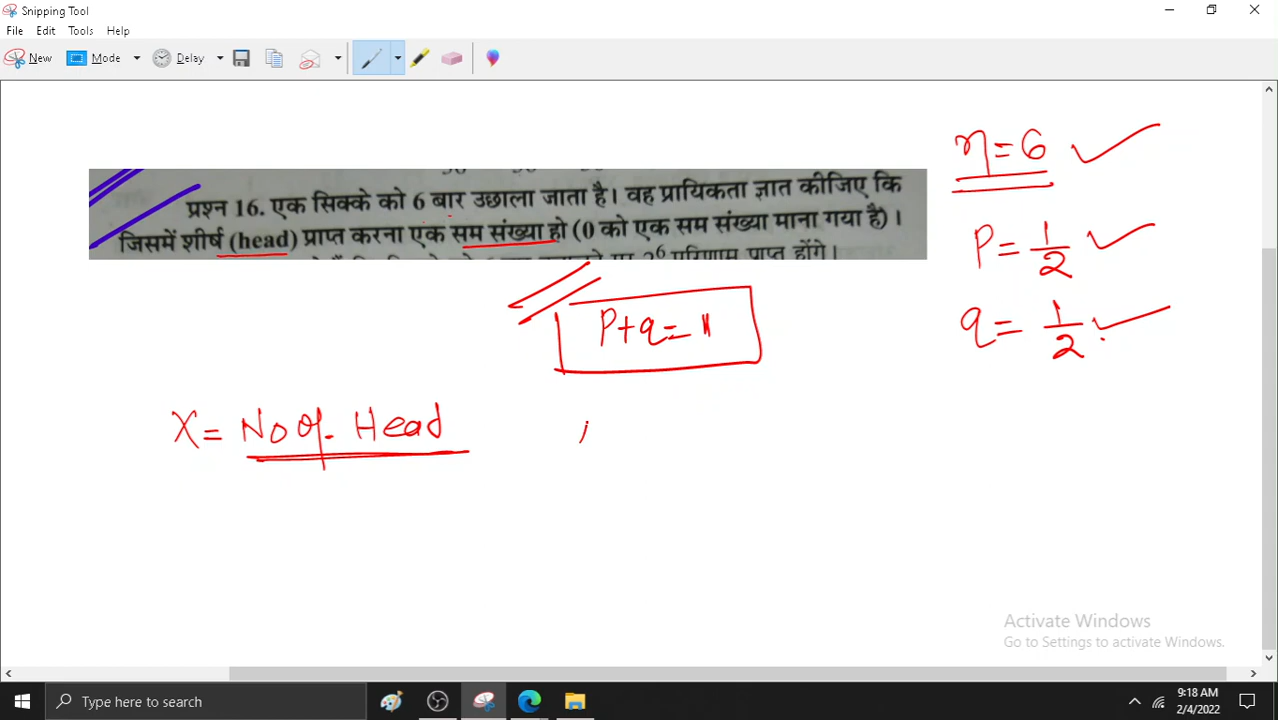 Snipping Tool
File Edit Tools Help
New Mode Delay
प्रश्न 16. एक सिक्के को 6 बार उछाला जाता है। वह प्रायिकता ज्ञात कीजिए कि
जिसमें शीर्ष (head) प्राप्त करना एक सम संख्या हो (0 को एक सम संख्या माना गया है)।
2⁶ परिणाम प्राप्त होंगे।
n=6
P=1/2
q=1/2
P+q=1
X= No of. Head
Activate Windows
Go to Settings to activate Windows.
Type here to search
9:18 AM
2/4/2022